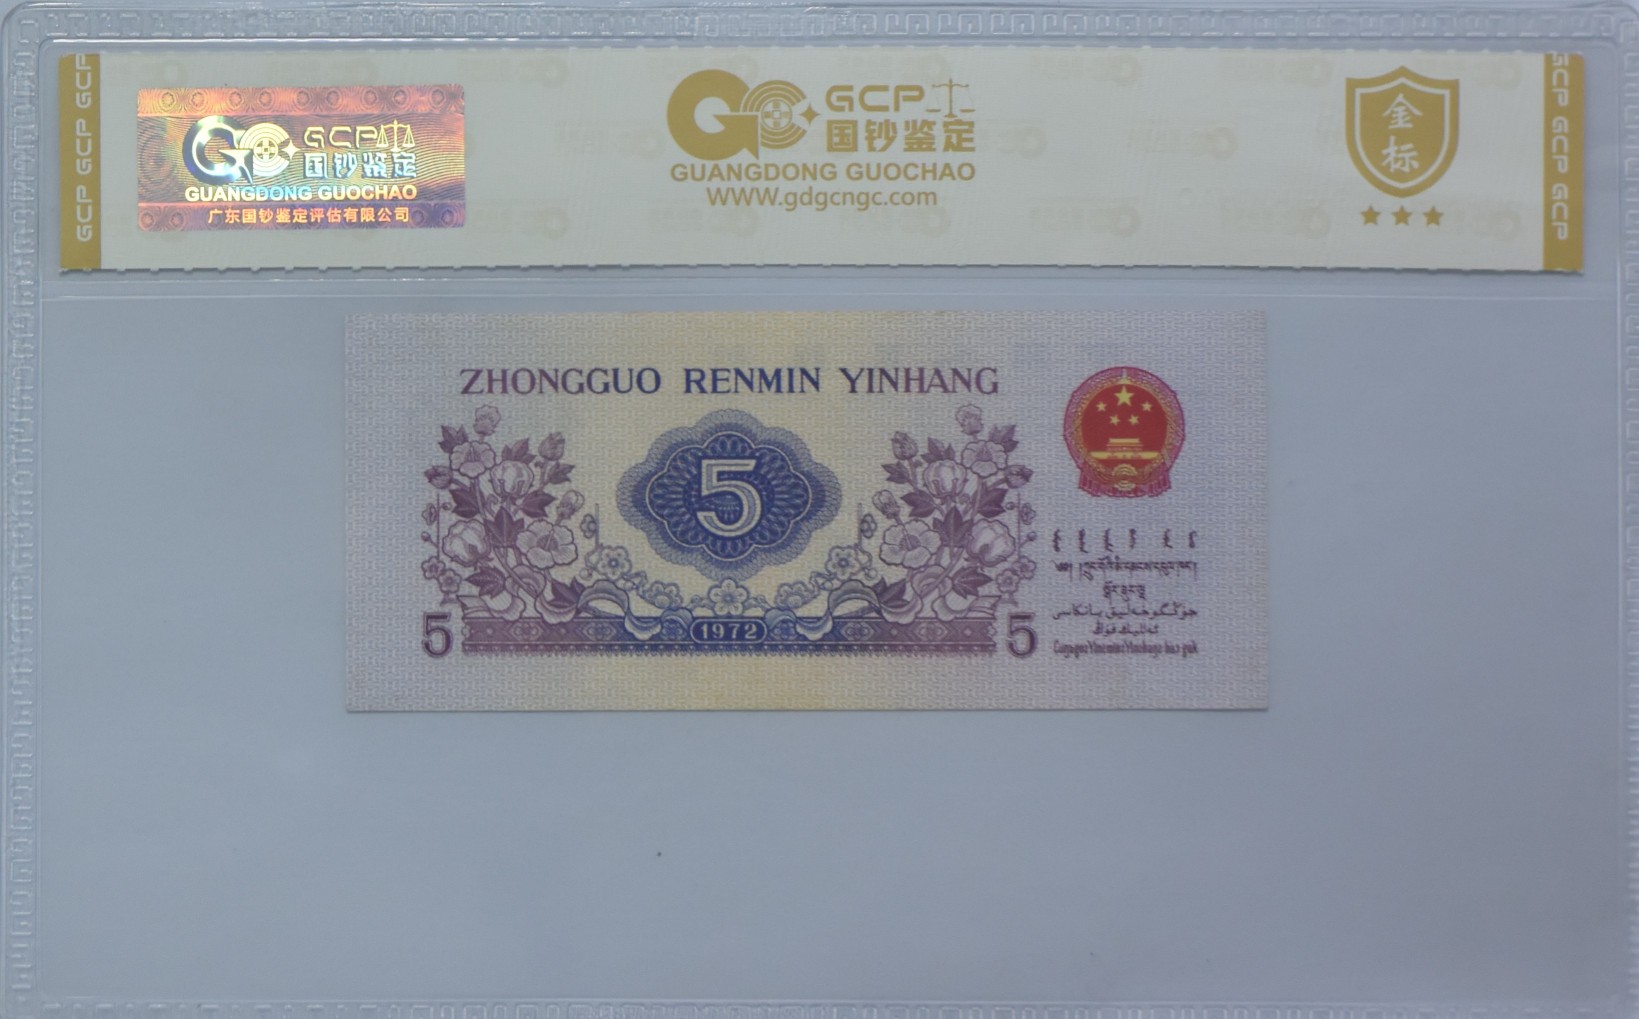 GCP GCP GCP
GCP
国钞鉴定
GUANGDONG GUOCHAO
广东国钞鉴定评估有限公司
GCP
国钞鉴定
GUANGDONG GUOCHAO
WWW.gdgcngc.com
金标
GCP GCP GCP
ZHONGGUO RENMIN YINHANG
5
5
1972
5